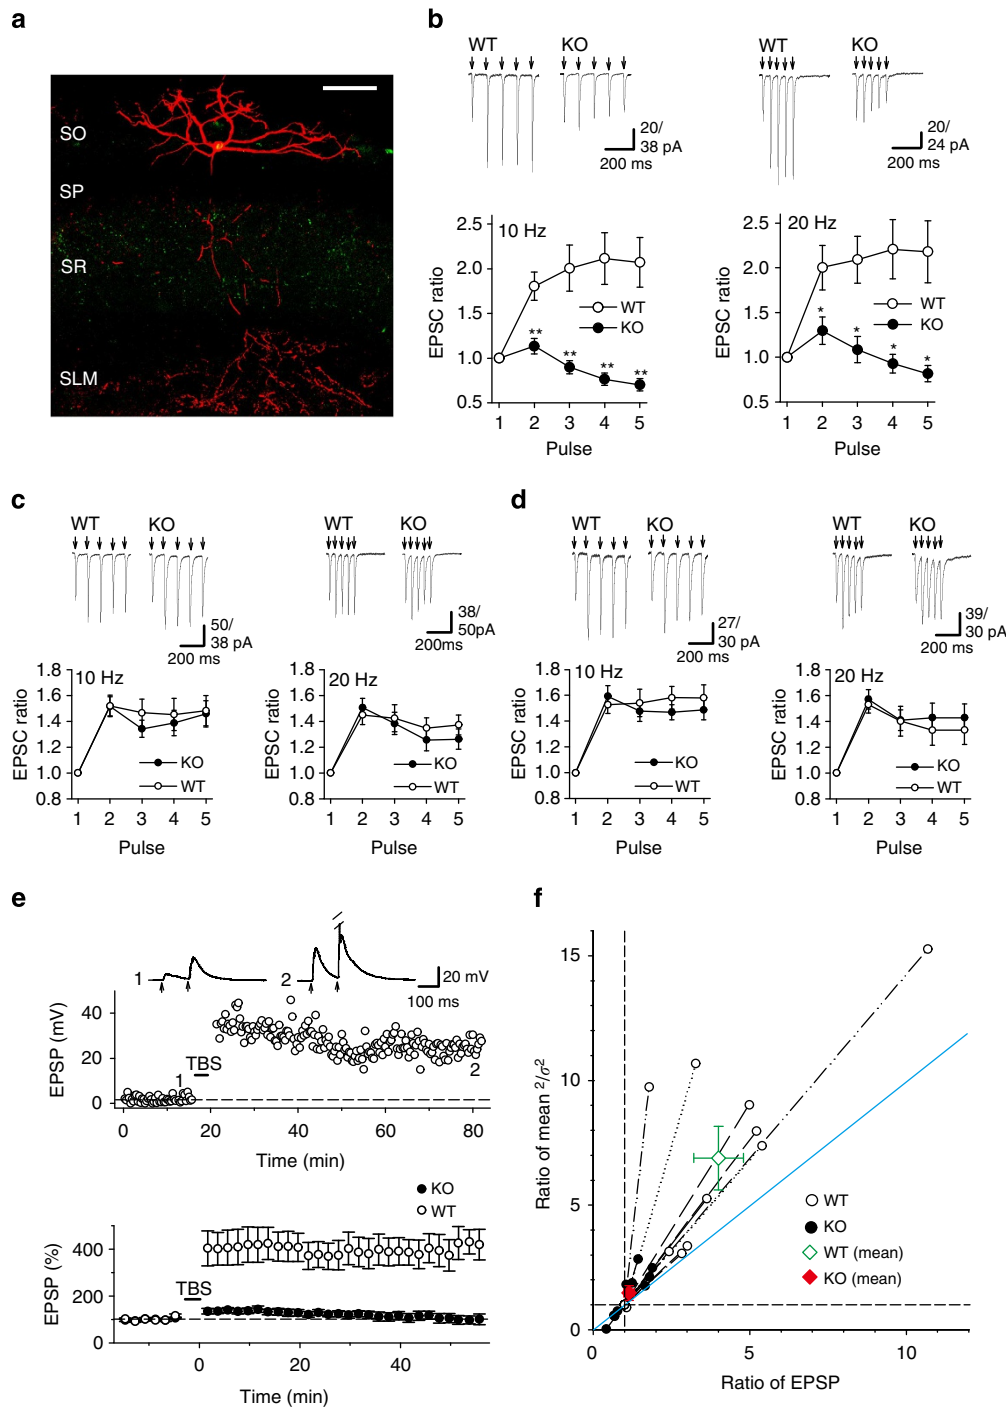 a
SO
SP
SR
SLM
b
WT KO
20/
38 pA
200 ms
WT KO
20/
24 pA
200 ms
10 Hz
EPSC ratio
2.5
2.0
1.5
1.0
0.5
WT
KO
** ** ** **
1 2 3 4 5
Pulse
20 Hz
EPSC ratio
2.5
2.0
1.5
1.0
0.5
WT
KO
* * * *
1 2 3 4 5
Pulse
c
WT KO
50/
38 pA
200 ms
WT KO
38/
50pA
200ms
10 Hz
EPSC ratio
1.8
1.6
1.4
1.2
1.0
0.8
KO
WT
1 2 3 4 5
Pulse
20 Hz
EPSC ratio
1.8
1.6
1.4
1.2
1.0
0.8
KO
WT
1 2 3 4 5
Pulse
d
WT KO
27/
30 pA
200 ms
WT KO
39/
30 pA
200 ms
10 Hz
EPSC ratio
1.8
1.6
1.4
1.2
1.0
0.8
KO
WT
1 2 3 4 5
Pulse
20 Hz
EPSC ratio
1.8
1.6
1.4
1.2
1.0
0.8
KO
WT
1 2 3 4 5
Pulse
e
1 2
20 mV
100 ms
EPSP (mV)
40
20
0
TBS
1
2
0 20 40 60 80
Time (min)
KO
WT
EPSP (%)
400
200
0
TBS
0 20 40
Time (min)
f
Ratio of mean ²/σ⁻²
15
10
5
0
WT
KO
WT (mean)
KO (mean)
0 5 10
Ratio of EPSP